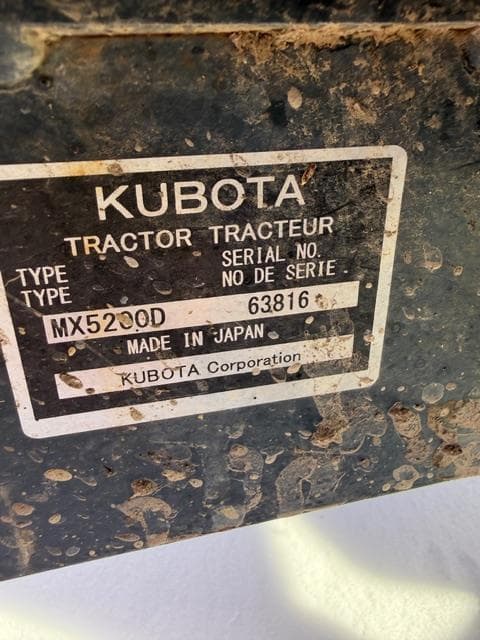 KUBOTA
TRACTOR TRACTEUR
TYPE SERIAL NO.
TYPE NO DE SERIE
MX5200D 63816
MADE IN JAPAN
KUBOTA Corporation